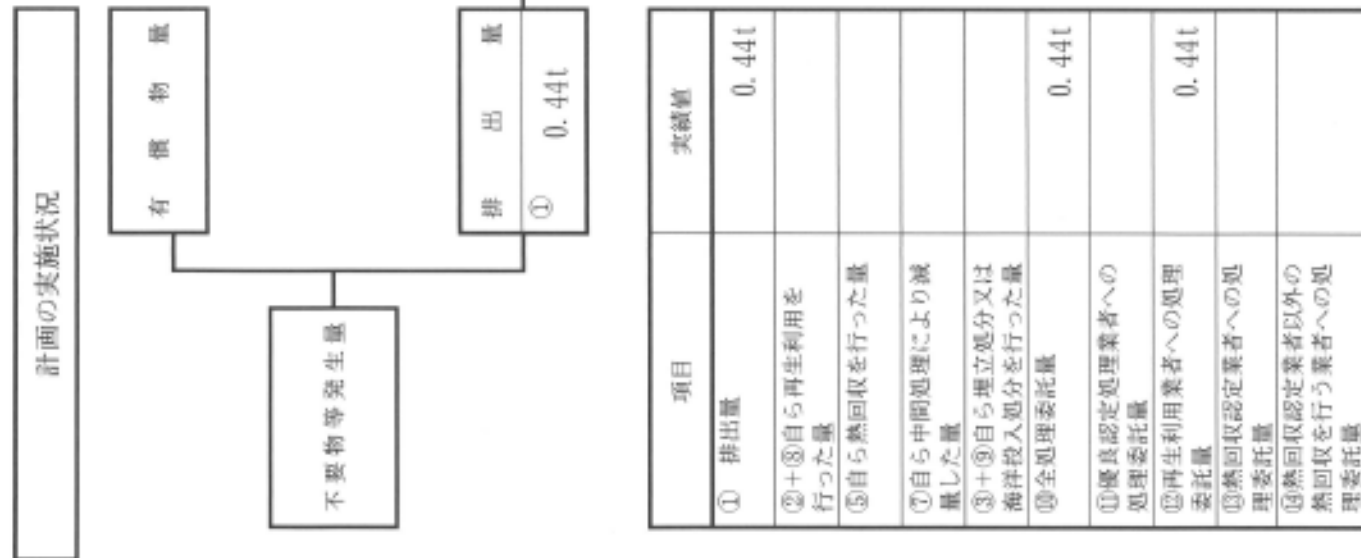 計画の実施状況
有償物量
不要物等発生量
排出量
①
0.44t
項目
実績値
① 排出量
0.44t
②+⑧自ら再生利用を
行った量
⑤自ら熱回収を行った量
⑦自ら中間処理により減
量した量
③+⑨自ら埋立処分又は
海洋投入処分を行った量
⑩全処理委託量
0.44t
⑪優良認定処理業者への
処理委託量
⑫再生利用業者への処理
委託量
0.44t
⑬熱回収認定業者への処
理委託量
⑭熱回収認定業者以外の
熱回収を行う業者への処
理委託量